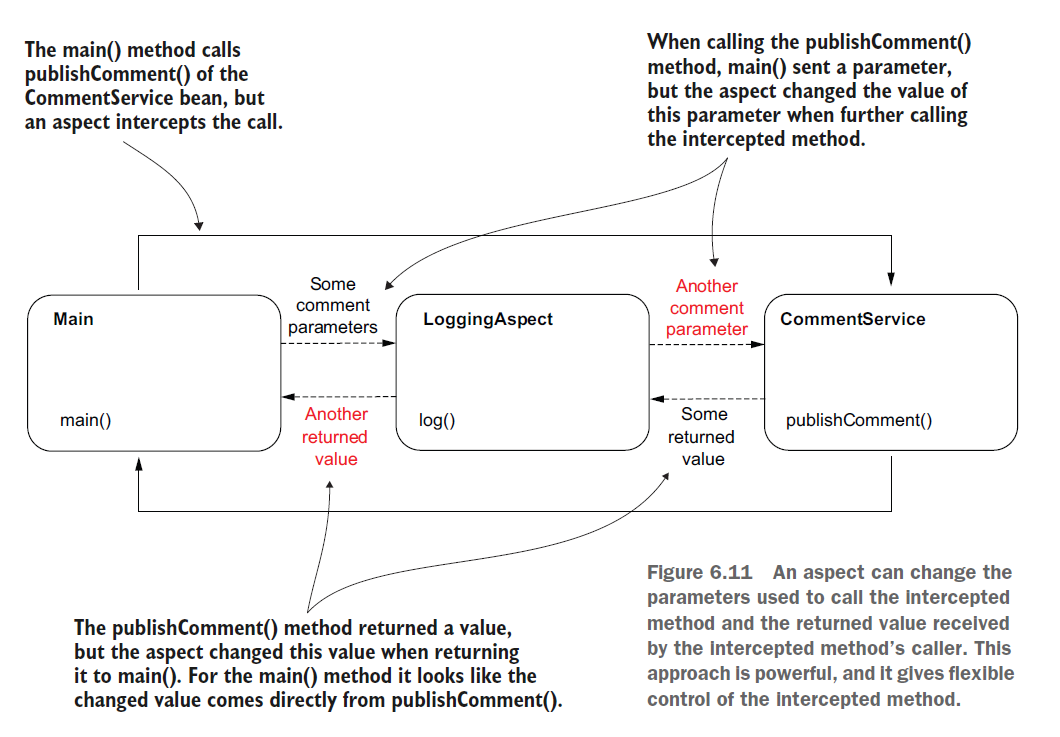 The main() method calls
publishComment() of the
CommentService bean, but
an aspect intercepts the call.
When calling the publishComment()
method, main() sent a parameter,
but the aspect changed the value of
this parameter when further calling
the intercepted method.
Main
main()
Some
comment
parameters
Another
returned
value
LoggingAspect
log()
Another
comment
parameter
Some
returned
value
CommentService
publishComment()
The publishComment() method returned a value,
but the aspect changed this value when returning
it to main(). For the main() method it looks like the
changed value comes directly from publishComment().
Figure 6.11 An aspect can change the
parameters used to call the intercepted
method and the returned value received
by the intercepted method's caller. This
approach is powerful, and it gives flexible
control of the intercepted method.